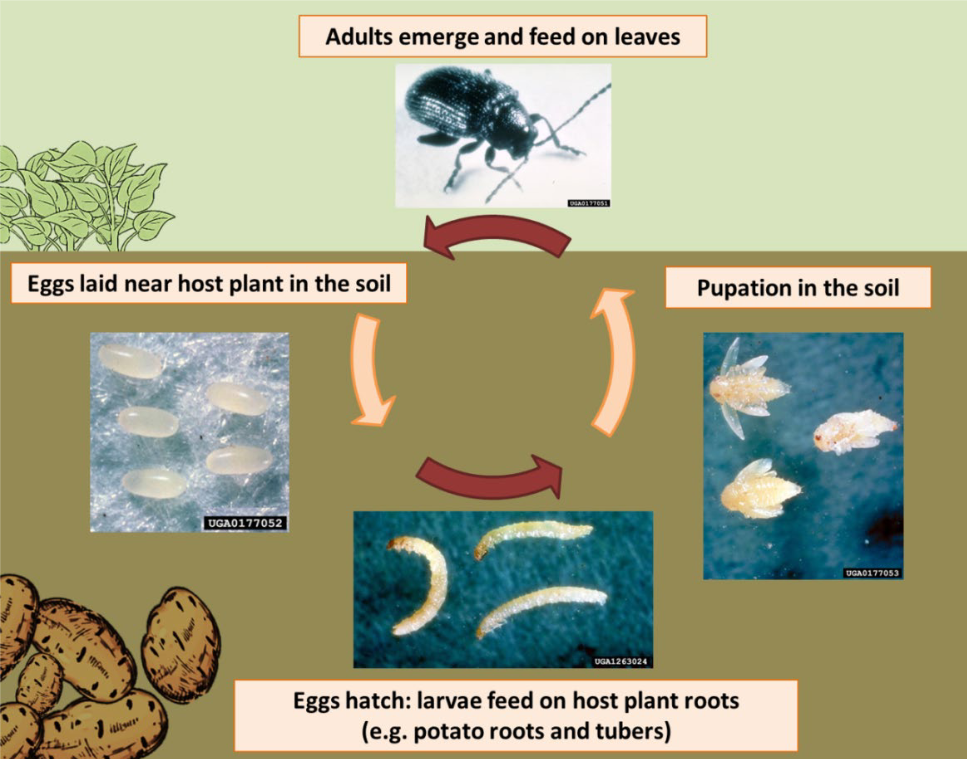 Adults emerge and feed on leaves
UGA0177051
Eggs laid near host plant in the soil
Pupation in the soil
UGA0177052
UGA0177053
UGA1263024
Eggs hatch: larvae feed on host plant roots
(e.g. potato roots and tubers)